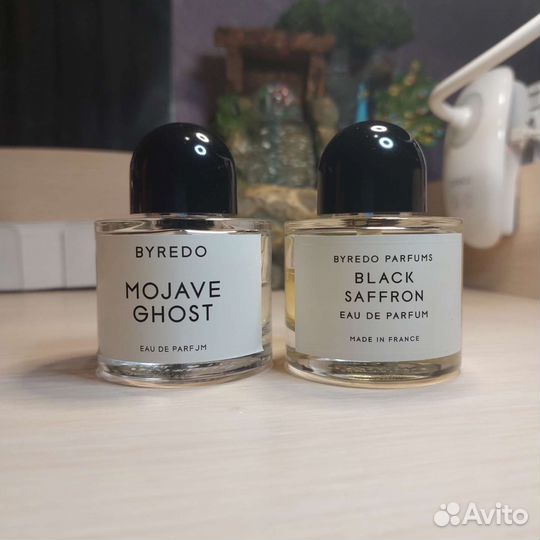 BYREDO
MOJAVE
GHOST
EAU DE PARFJM
BYREDO PARFUMS
BLACK
SAFFRON
EAU DE PARFUM
MADE IN FRANCE
Avito